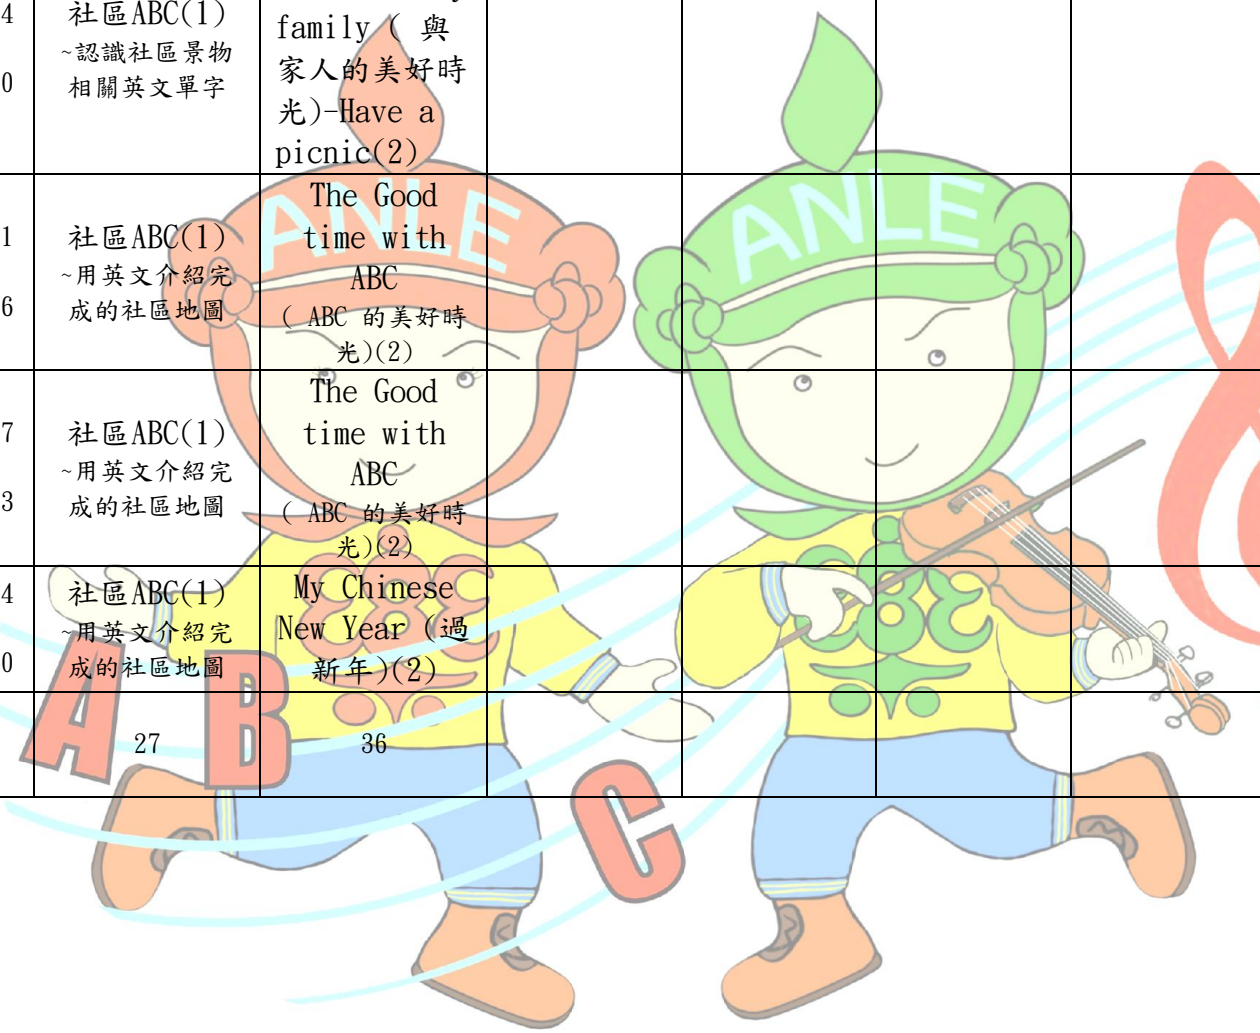 4
0
社區ABC(1)
~認識社區景物
相關英文單字
family ( 與
家人的美好時
光)-Have a
picnic(2)
1
6
社區ABC(1)
~用英文介紹完
成的社區地圖
The Good
time with
ABC
( ABC 的美好時
光)(2)
7
3
社區ABC(1)
~用英文介紹完
成的社區地圖
The Good
time with
ABC
( ABC 的美好時
光)(2)
4
0
社區ABC(1)
~用英文介紹完
成的社區地圖
My Chinese
New Year (過
新年)(2)
27
36
ANLE
ANLE
A B C